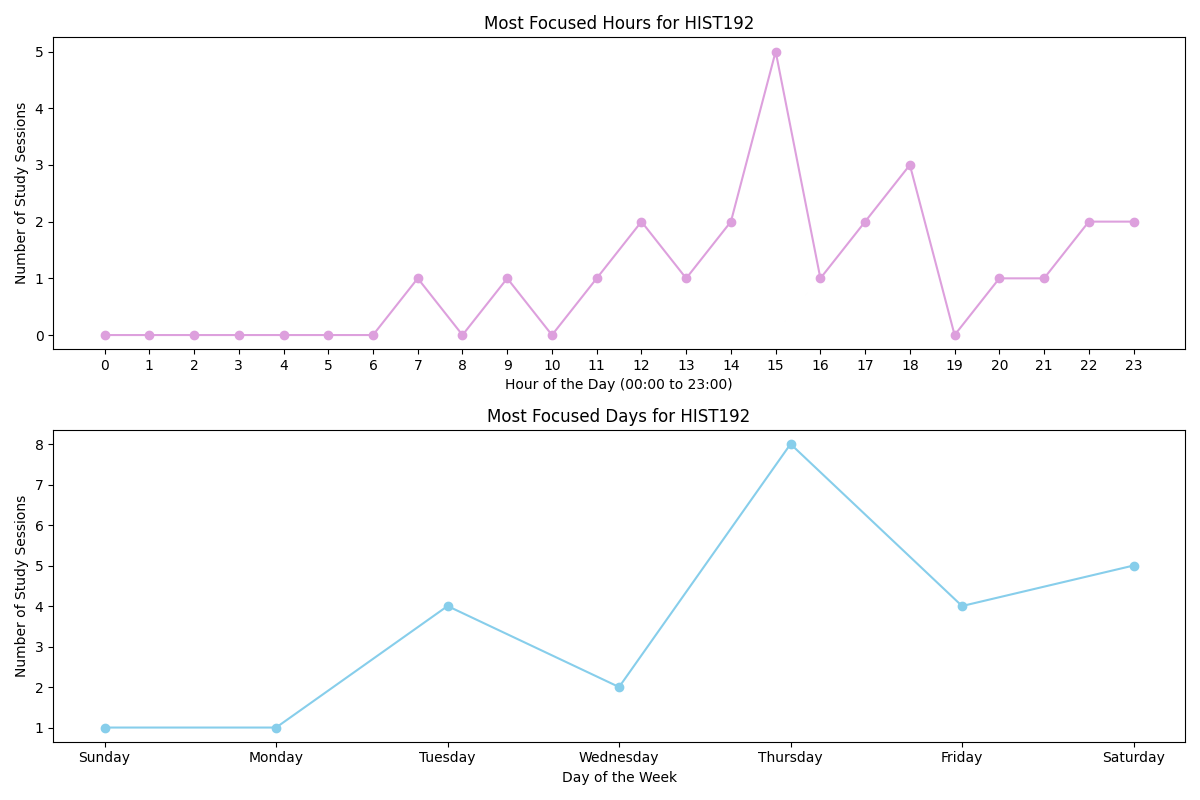 Most Focused Hours for HIST192
Number of Study Sessions
5
4
3
2
1
0
0 1 2 3 4 5 6 7 8 9 10 11 12 13 14 15 16 17 18 19 20 21 22 23
Hour of the Day (00:00 to 23:00)
Most Focused Days for HIST192
Number of Study Sessions
8
7
6
5
4
3
2
1
Sunday Monday Tuesday Wednesday Thursday Friday Saturday
Day of the Week